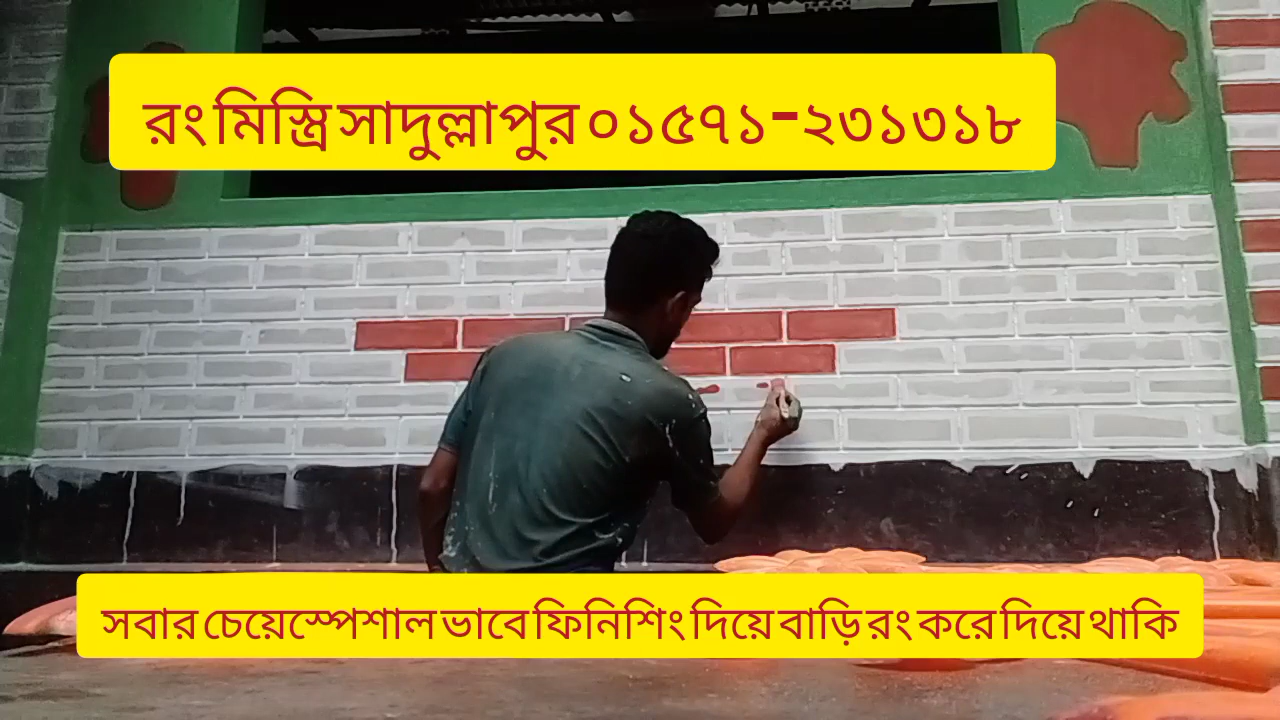 রং মিস্ত্রি সাদুল্লাপুর ০১৫৭১-২৩১৩১৮
সবার চেয়ে স্পেশাল ভাবে ফিনিশিং দিয়ে বাড়ি রং করে দিয়ে থাকি